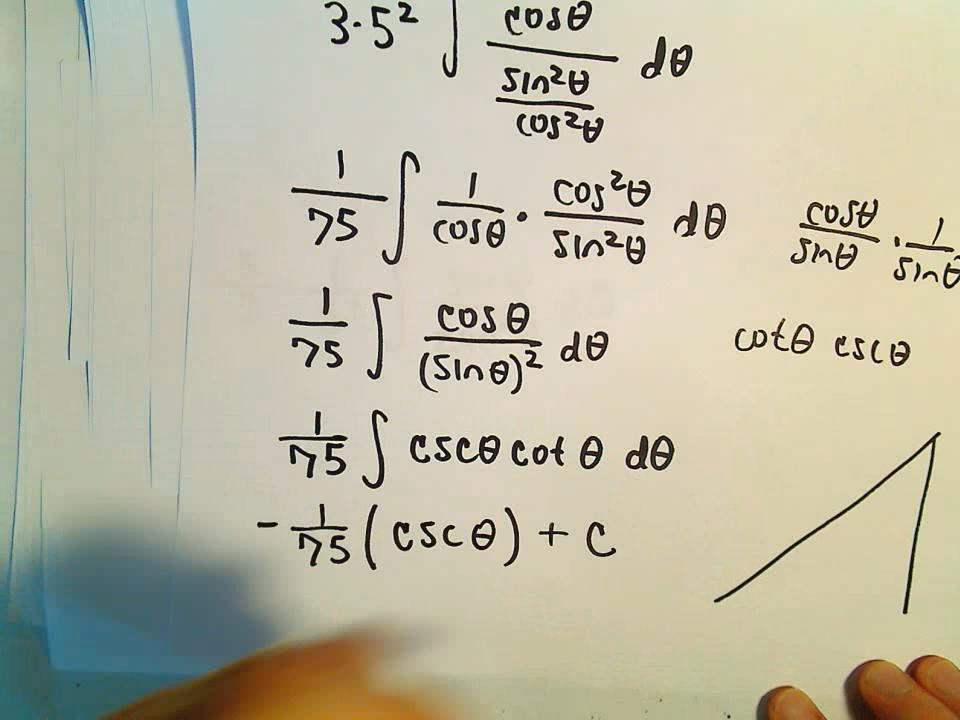 3·5² ∫ cosθ / (sin²θ / cos²θ) dθ
1/75 ∫ 1/cosθ · cos²θ/sin²θ dθ
cosθ/sinθ · 1/sinθ
1/75 ∫ cosθ/(sinθ)² dθ
cotθ cscθ
1/75 ∫ cscθ cot θ dθ
- 1/75 (cscθ) + C